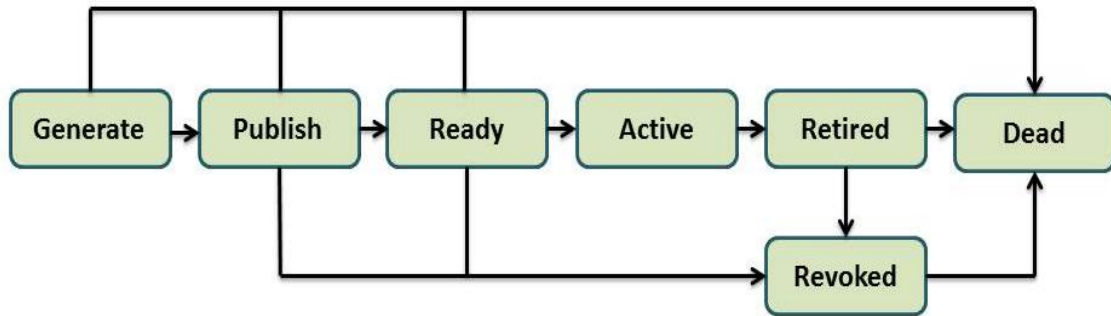 Generate
Publish
Ready
Active
Retired
Dead
Revoked